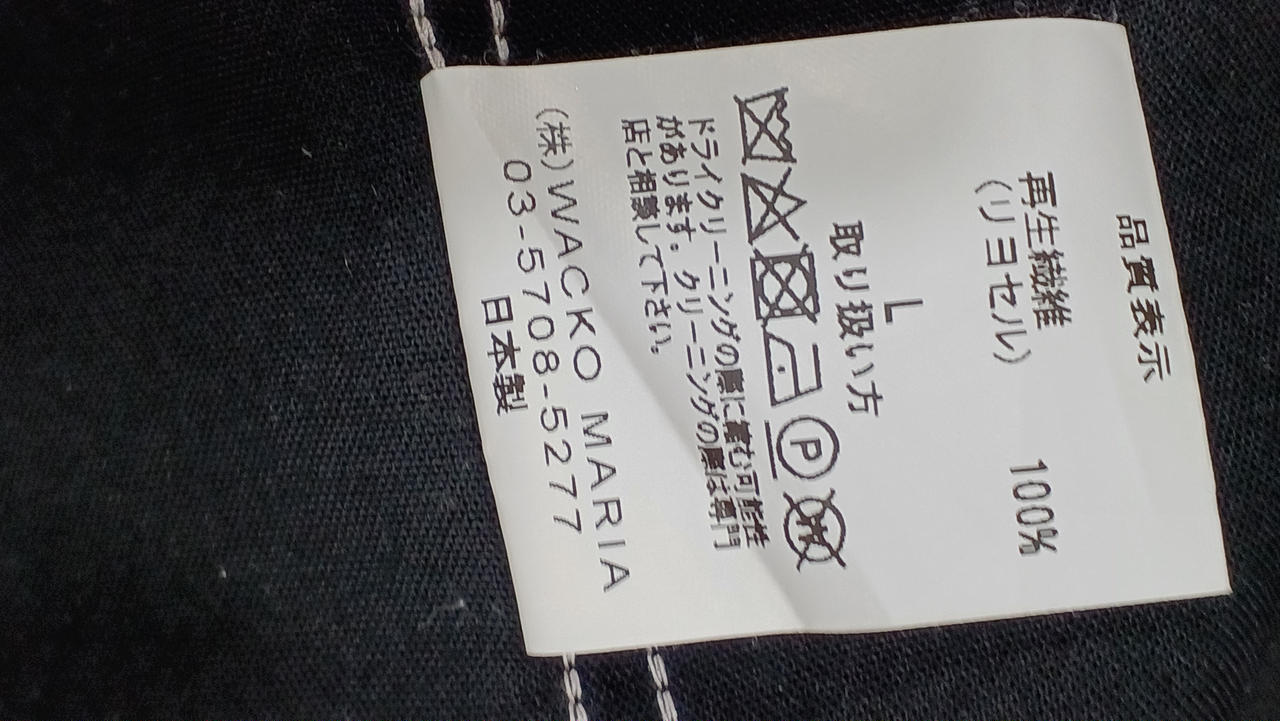 品質表示
再生繊維 100%
(リヨセル)
L
取り扱い方
P
W
ドライクリーニングの際に縮む可能性
があります。クリーニングの際は専門
店と相談して下さい。
(株)WACKO MARIA
03-5708-5277
日本製